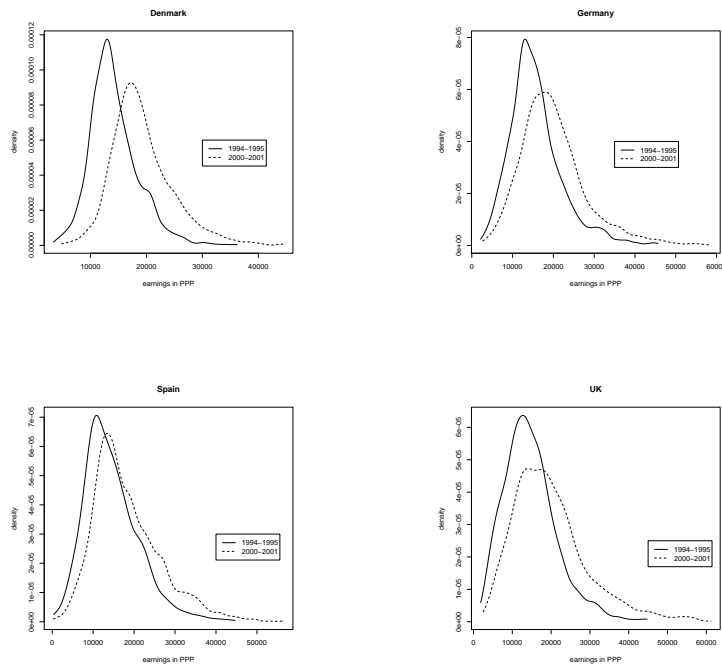 Denmark
density
0.00000
0.00002
0.00004
0.00006
0.00008
0.00010
0.00012
10000 20000 30000 40000
earnings in PPP
1994−1995
2000−2001
Germany
density
0e+00
2e−05
4e−05
6e−05
8e−05
0 10000 20000 30000 40000 50000 60000
earnings in PPP
1994−1995
2000−2001
Spain
density
0e+00
1e−05
2e−05
3e−05
4e−05
5e−05
6e−05
7e−05
0 10000 20000 30000 40000 50000
earnings in PPP
1994−1995
2000−2001
UK
density
0e+00
1e−05
2e−05
3e−05
4e−05
5e−05
6e−05
0 10000 20000 30000 40000 50000 60000
earnings in PPP
1994−1995
2000−2001